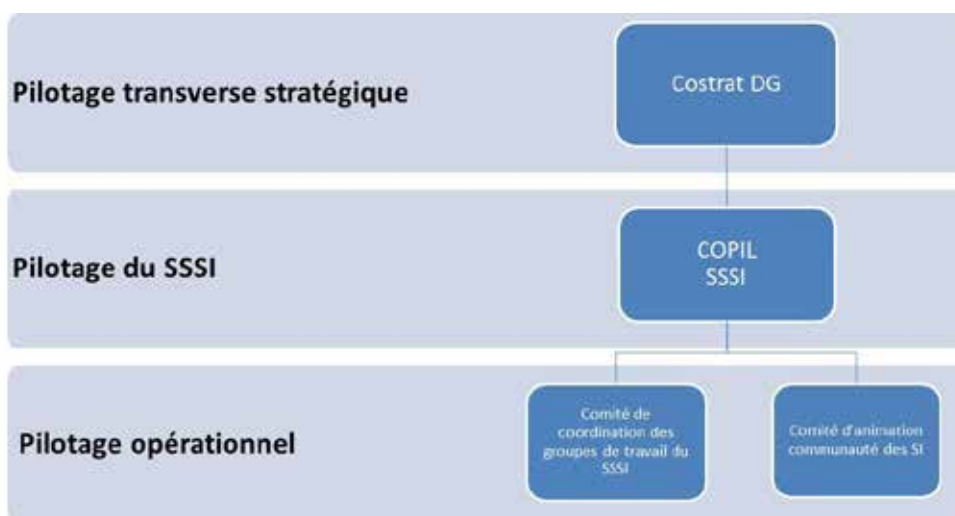 Pilotage transverse stratégique
Costrat DG
Pilotage du SSSI
COPIL
SSSI
Pilotage opérationnel
Comité de
coordination des
groupes de travail du
SSSI
Comité d'animation
communauté des SI